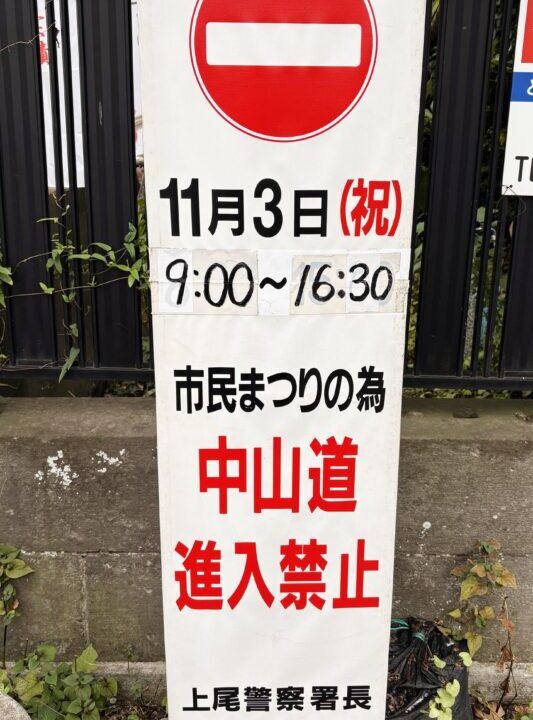 11月3日(祝)
9:00～16:30
市民まつりの為
中山道
進入禁止
上尾警察署長